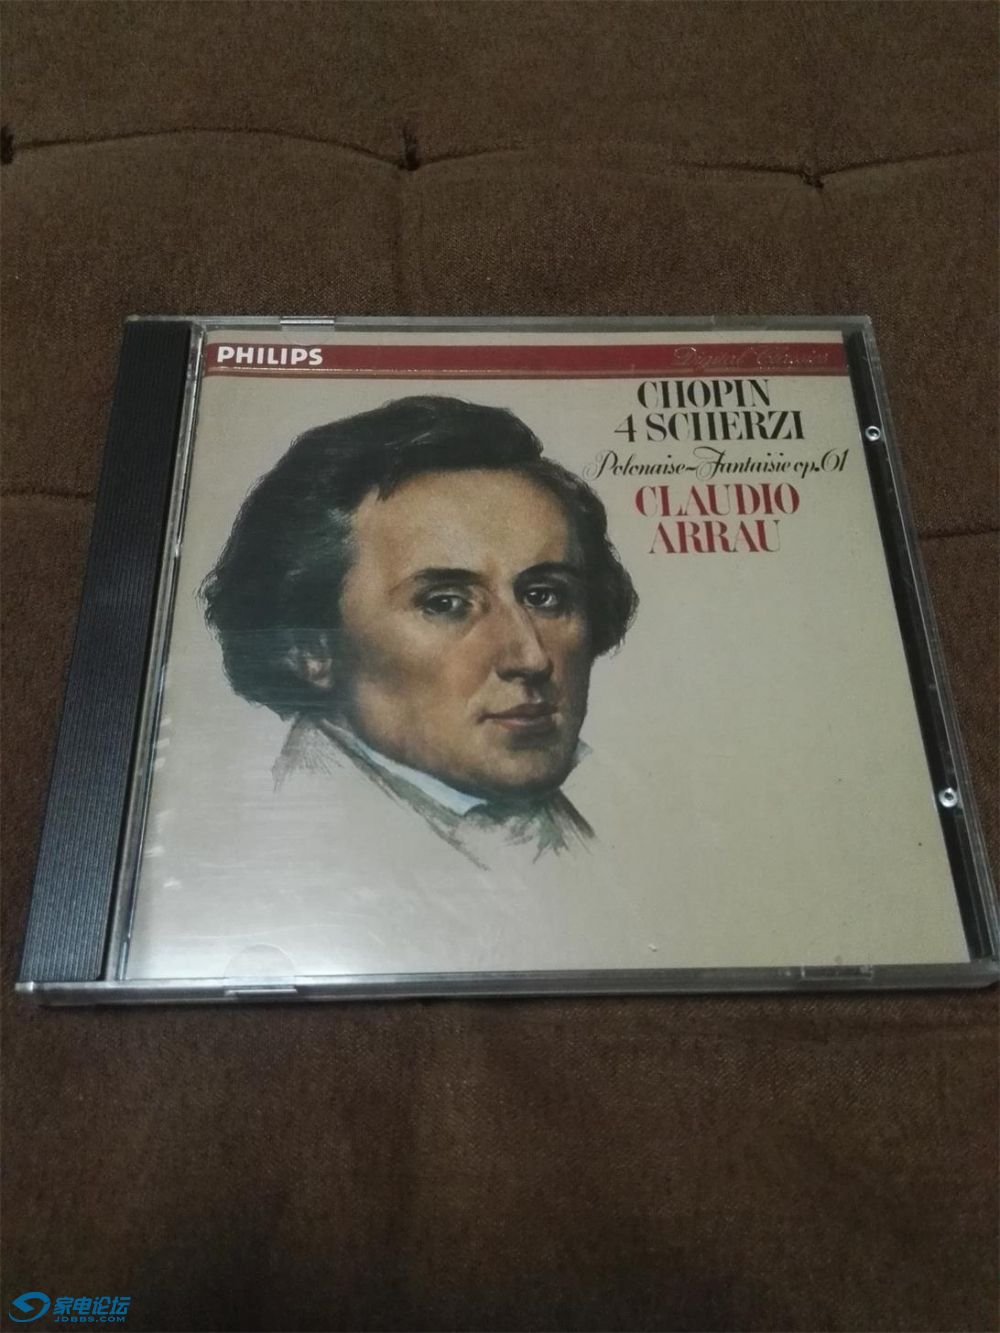 PHILIPS
Digital Classics
CHOPIN
4 SCHERZI
Polonaise~Fantaisie op.61
CLAUDIO
ARRAU
家电论坛
JDBBS.COM